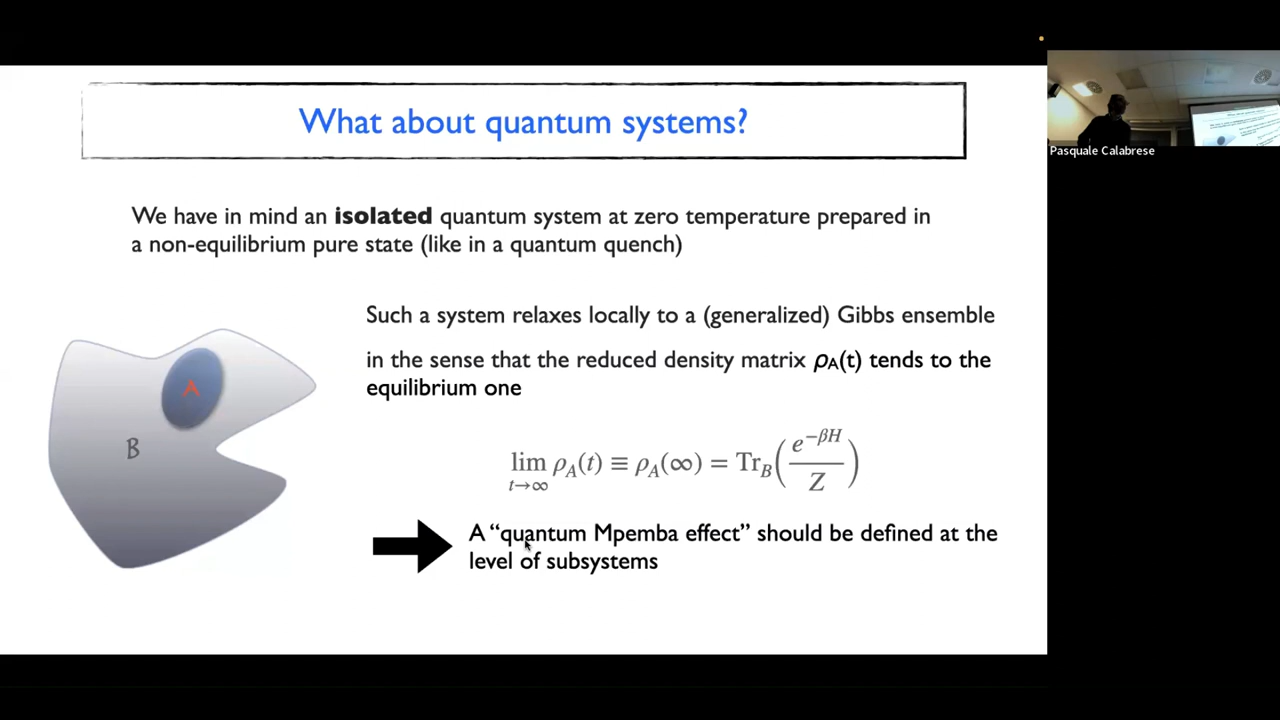 What about quantum systems?
Pasquale Calabrese
We have in mind an isolated quantum system at zero temperature prepared in
a non-equilibrium pure state (like in a quantum quench)
Such a system relaxes locally to a (generalized) Gibbs ensemble
in the sense that the reduced density matrix ρA(t) tends to the
equilibrium one
A
B
lim t→∞ ρ_A(t) ≡ ρ_A(∞) = Tr_B(e^{−βH}/Z)
A “quantum Mpemba effect” should be defined at the
level of subsystems